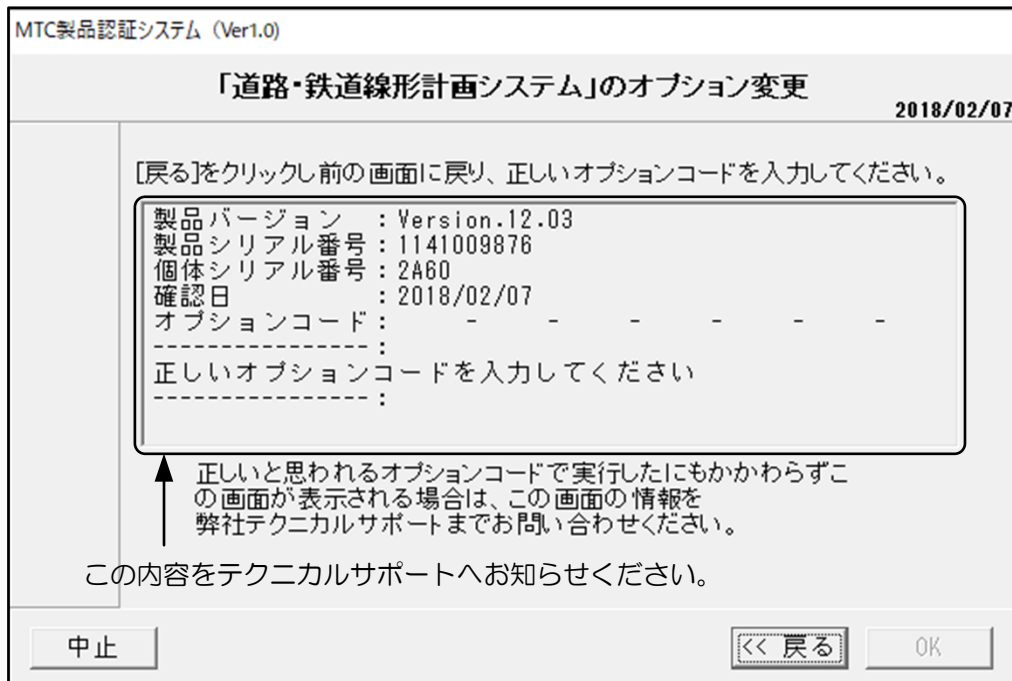 MTC製品認証システム（Ver1.0)
「道路・鉄道線形計画システム」のオプション変更
2018/02/07
[戻る]をクリックし前の画面に戻り、正しいオプションコードを入力してください。
製品バージョン　：Version.12.03
製品シリアル番号：1141009876
個体シリアル番号：2A60
確認日　　　　　：2018/02/07
オプションコード：　　-　　-　　-　　-　　-　　-
----------------：
正しいオプションコードを入力してください
----------------：
正しいと思われるオプションコードで実行したにもかかわらずこ
の画面が表示される場合は、この画面の情報を
弊社テクニカルサポートまでお問い合わせください。
この内容をテクニカルサポートへお知らせください。
中止
<< 戻る
OK